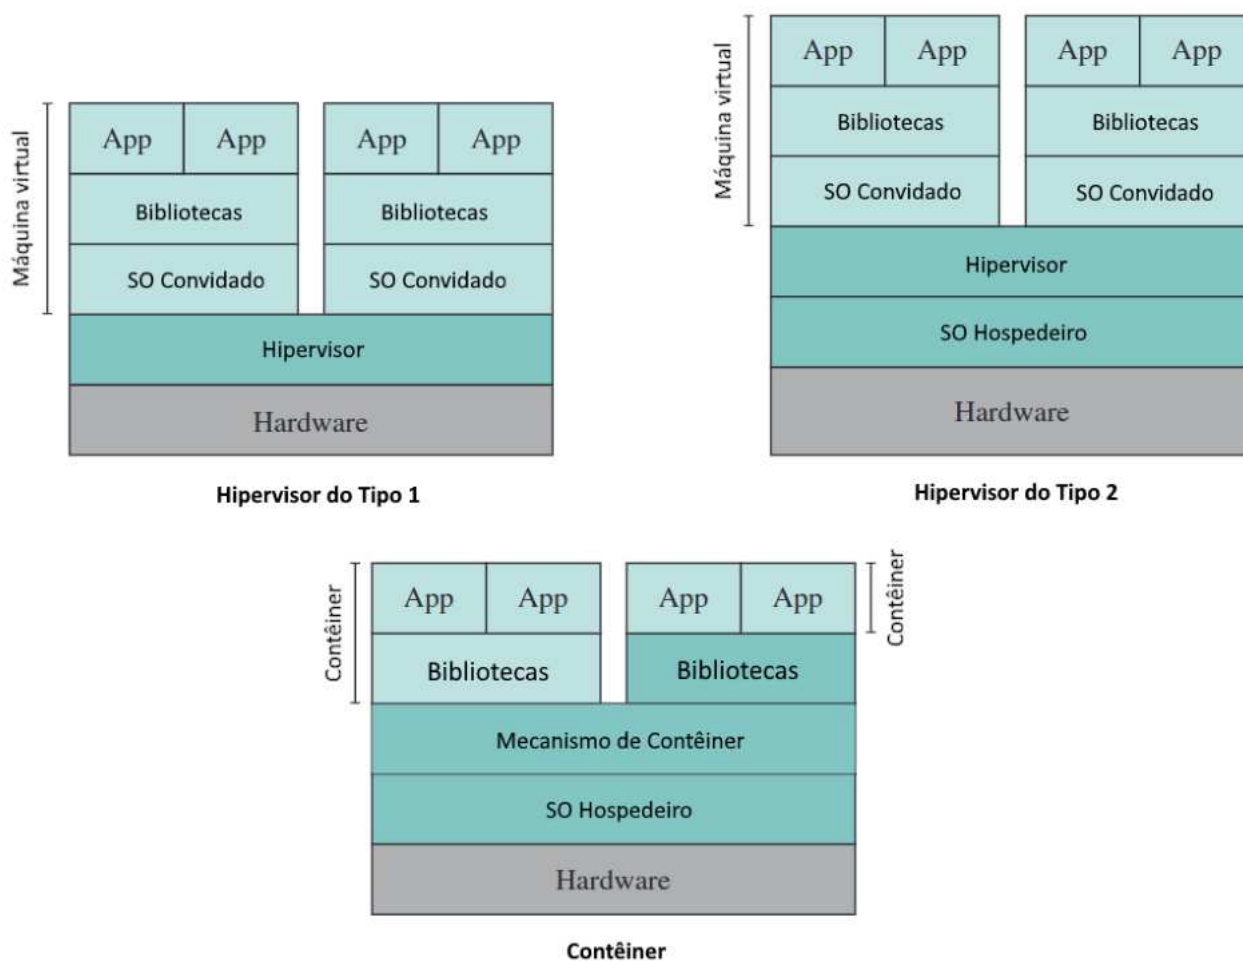 Máquina virtual
App App App App
Bibliotecas Bibliotecas
SO Convidado SO Convidado
Hipervisor
Hardware
Hipervisor do Tipo 1
Máquina virtual
App App App App
Bibliotecas Bibliotecas
SO Convidado SO Convidado
Hipervisor
SO Hospedeiro
Hardware
Hipervisor do Tipo 2
Contêiner
App App App App
Contêiner
Bibliotecas Bibliotecas
Mecanismo de Contêiner
SO Hospedeiro
Hardware
Contêiner